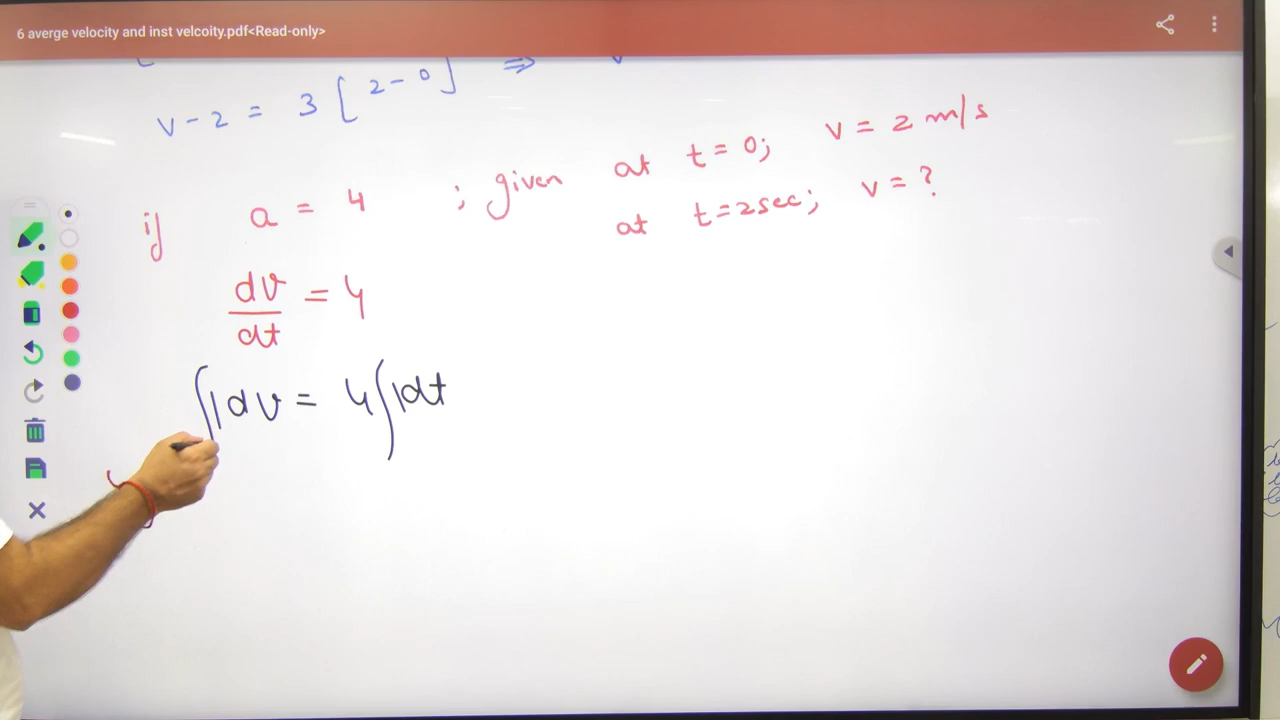 6 averge velocity and inst velcoity.pdf<Read-only>
v - 2 = 3 [ 2 - 0 ] ⇒ v
if a = 4 ; given at t = 0; v = 2 m/s
at t = 2sec; v = ?
dv/dt = 4
∫1dv = 4∫1dt